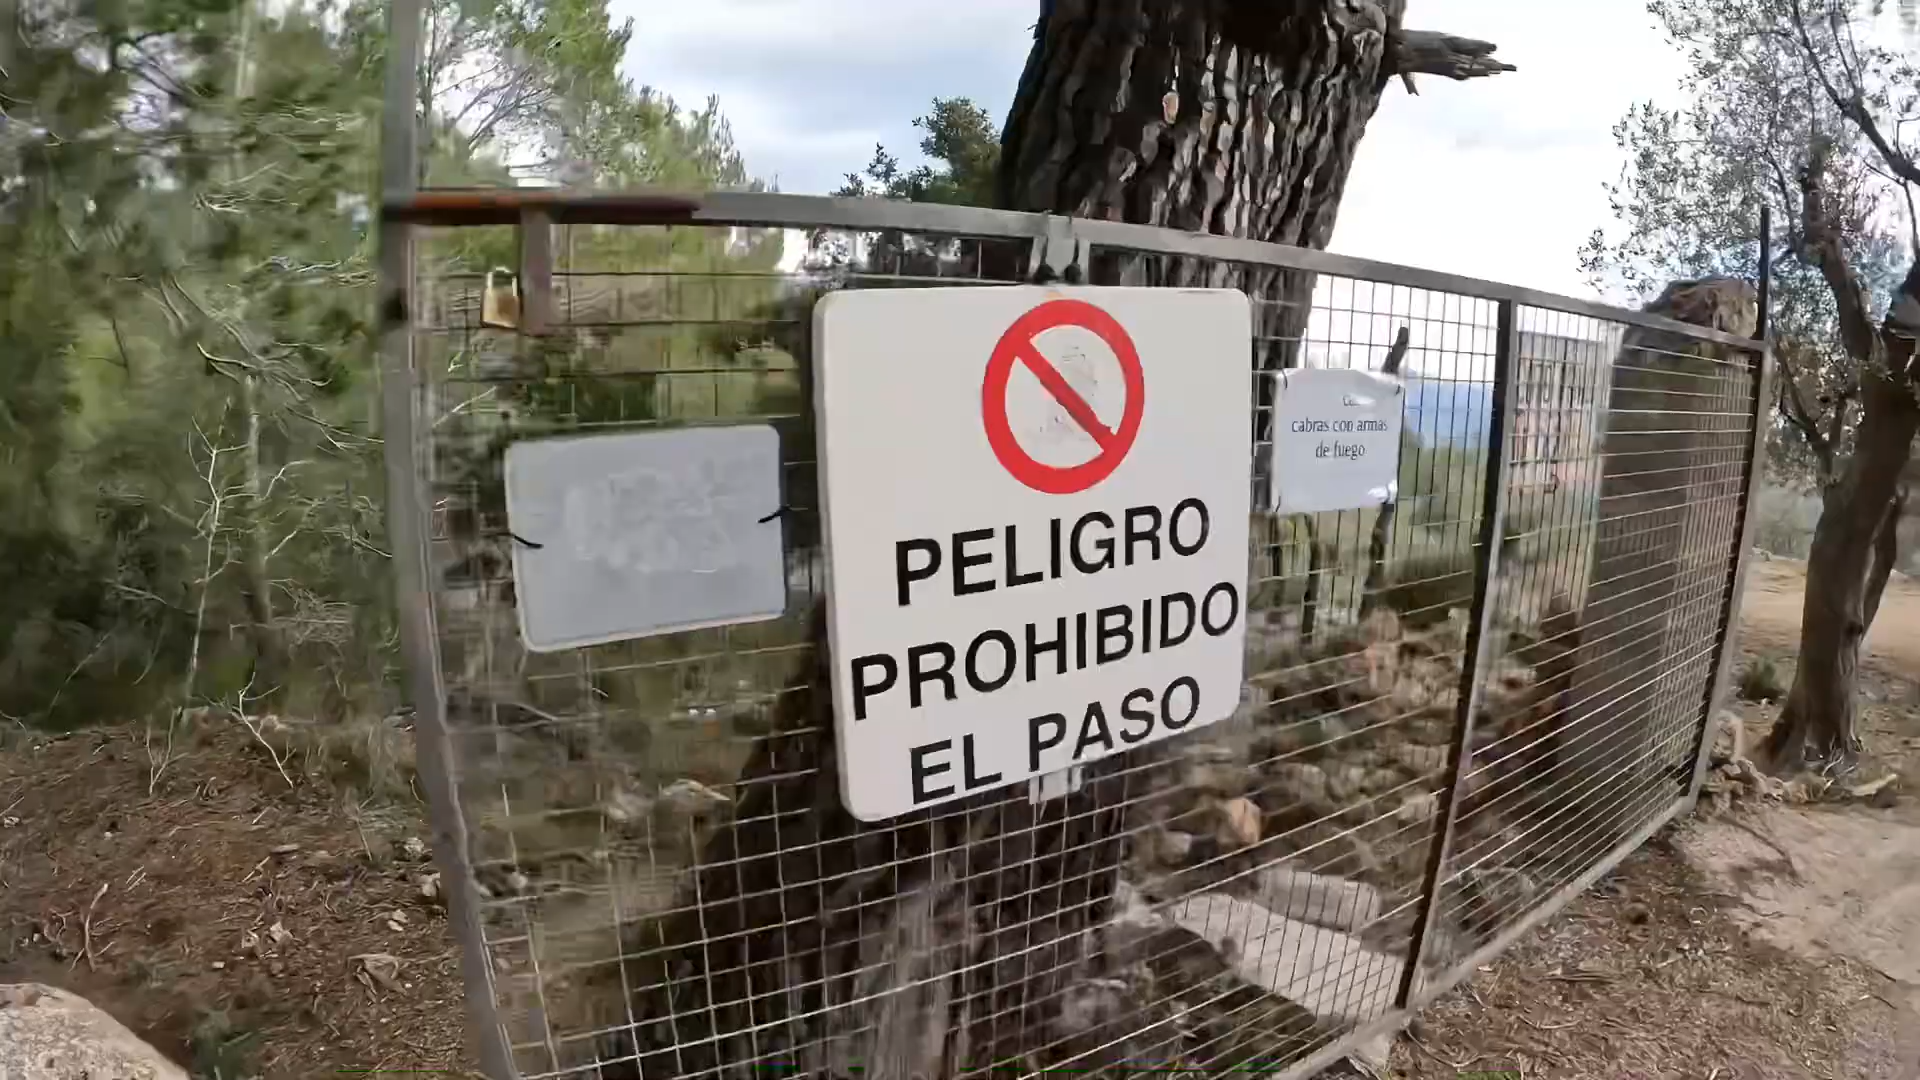 PELIGRO
PROHIBIDO
EL PASO
cabras con armas
de fuego